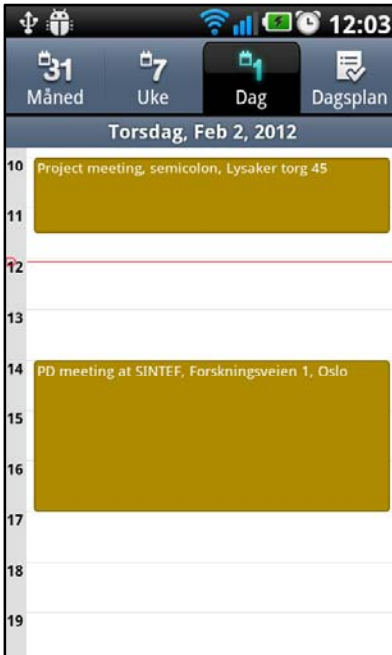 12:03
31 7 1
Måned Uke Dag Dagsplan
Torsdag, Feb 2, 2012
10 Project meeting, semicolon, Lysaker torg 45
11
12
13
14 PD meeting at SINTEF, Forskningsveien 1, Oslo
15
16
17
18
19